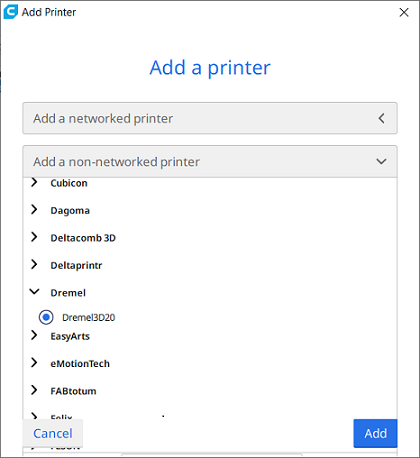 Add Printer
Add a printer
Add a networked printer
Add a non-networked printer
Cubicon
Dagoma
Deltacomb 3D
Deltaprintr
Dremel
Dremel3D20
EasyArts
eMotionTech
FABtotum
Felix
Cancel
Add